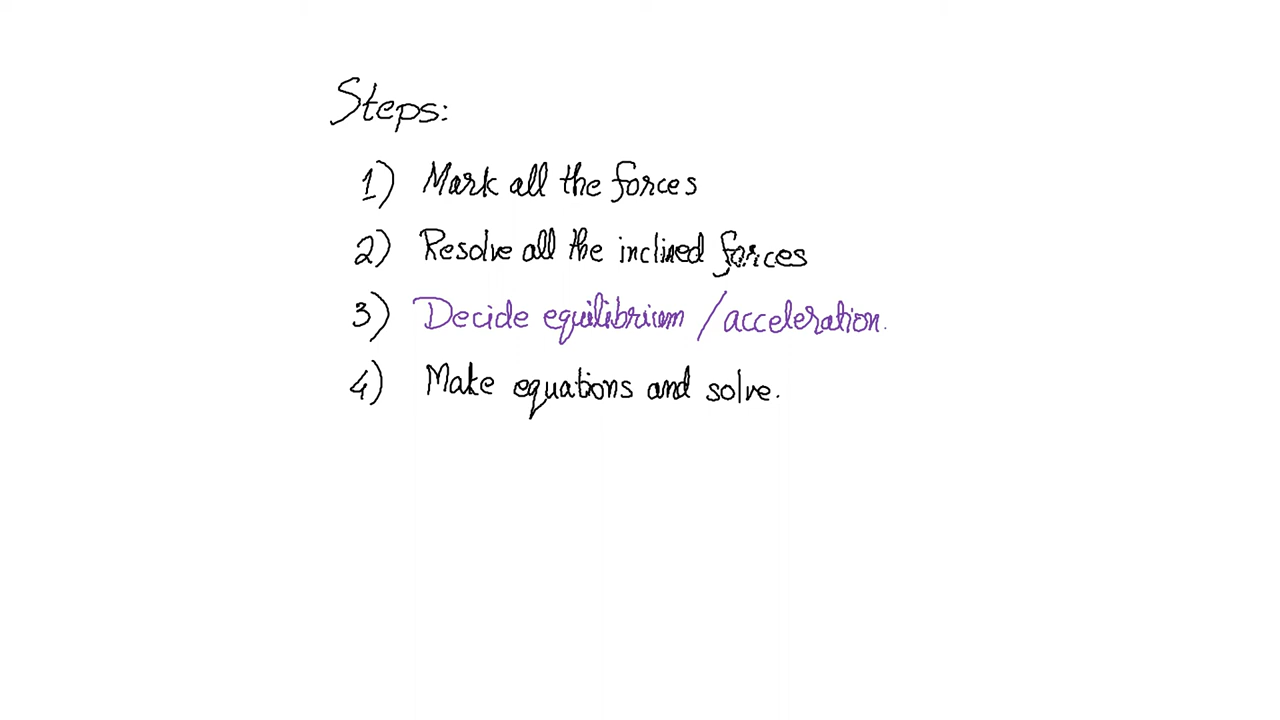 Steps:
1) Mark all the forces
2) Resolve all the inclined forces
3) Decide equilibrium / acceleration.
4) Make equations and solve.